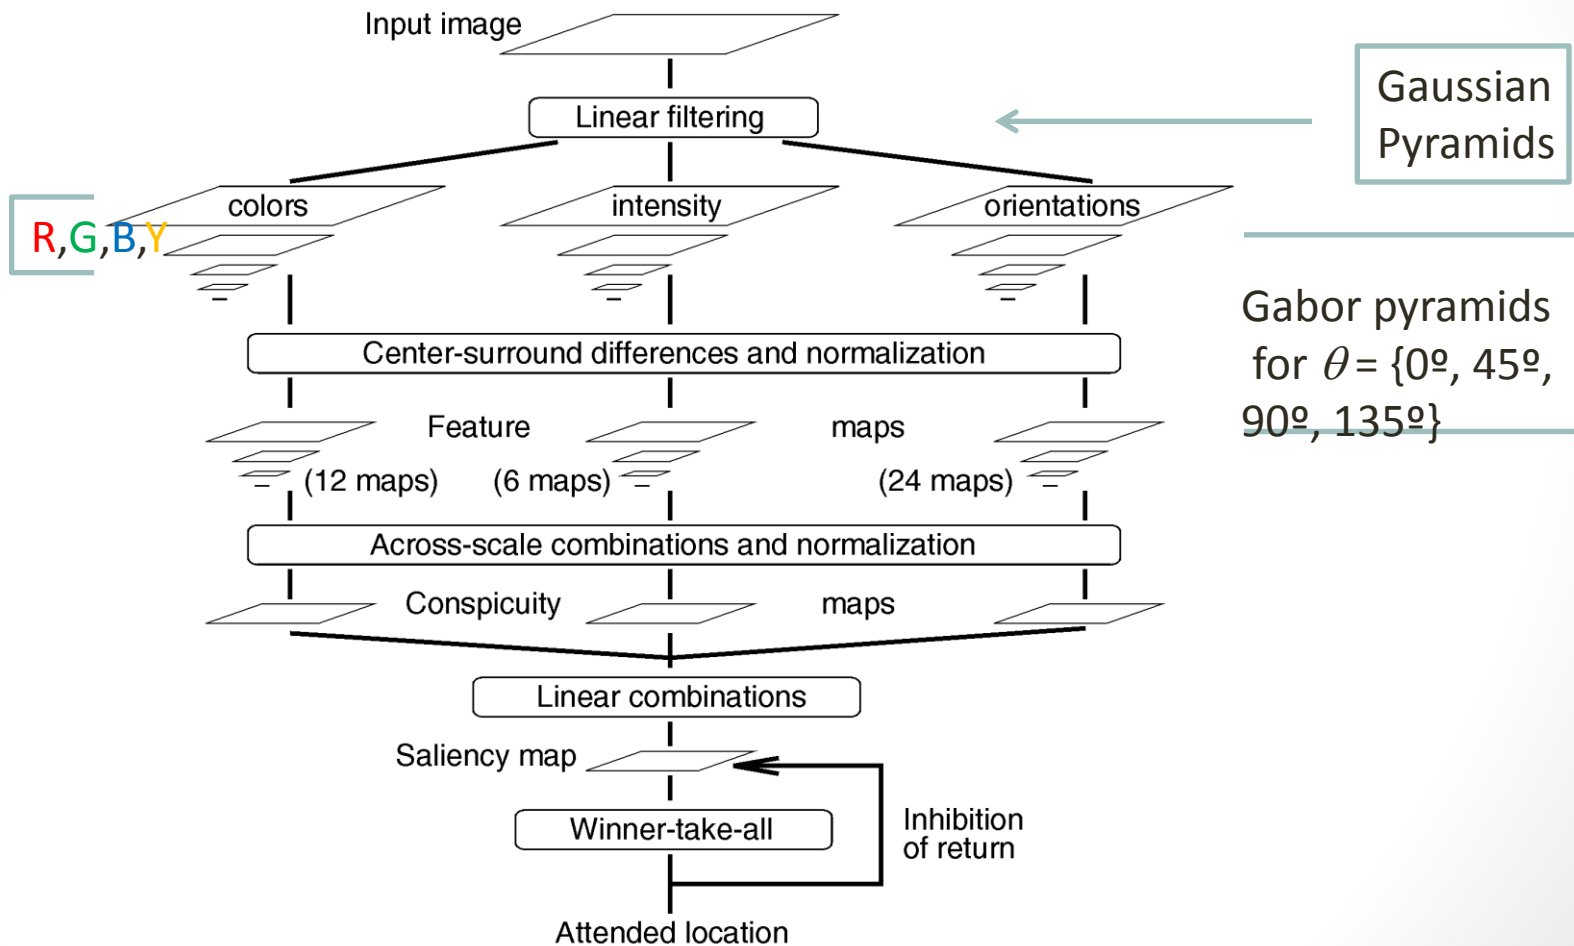 Input image
Linear filtering
Gaussian
Pyramids
R,G,B,Y
colors
intensity
orientations
Gabor pyramids
for θ = {0º, 45º,
90º, 135º}
Center-surround differences and normalization
Feature maps
(12 maps) (6 maps) (24 maps)
Across-scale combinations and normalization
Conspicuity maps
Linear combinations
Saliency map
Winner-take-all
Inhibition
of return
Attended location